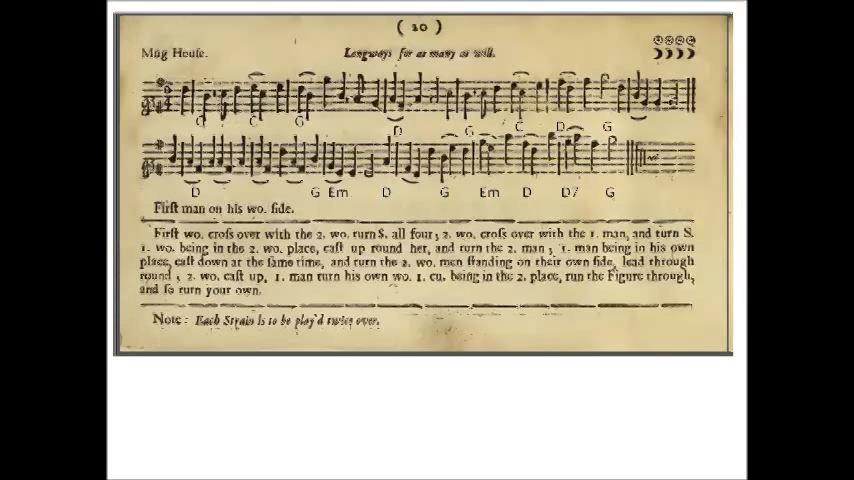 ( 20 )
Mug House.
Longways for as many as will.
G C G D G C D G
D G Em D G Em D D7 G
First man on his wo. side.
First wo. cross over with the 2. wo. turn S. all four; 2. wo. cross over with the 1. man, and turn S.
1. wo. being in the 2. wo. place, cast up round her, and turn the 2. man; 1. man being in his own
place, cast down at the same time, and turn the 2. wo. men standing on their own side, lead through
round; 2. wo. cast up, 1. man turn his own wo. 1. cu. being in the 2. place, run the Figure through,
and so turn your own.
Note: Each Strain is to be play'd twice over.